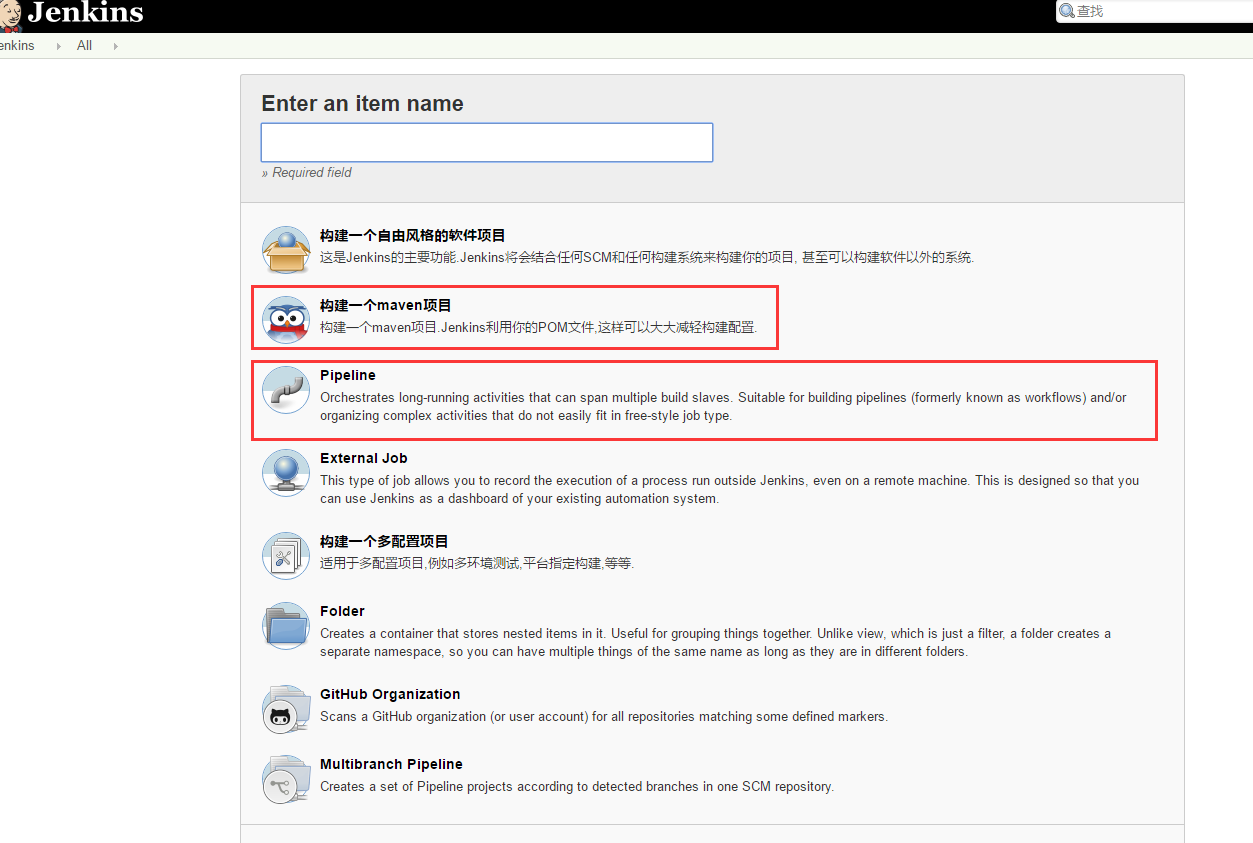 Jenkins
查找
enkins
All
Enter an item name
» Required field
构建一个自由风格的软件项目
这是Jenkins的主要功能.Jenkins将会结合任何SCM和任何构建系统来构建你的项目, 甚至可以构建软件以外的系统.
构建一个maven项目
构建一个maven项目.Jenkins利用你的POM文件,这样可以大大减轻构建配置.
Pipeline
Orchestrates long-running activities that can span multiple build slaves. Suitable for building pipelines (formerly known as workflows) and/or
organizing complex activities that do not easily fit in free-style job type.
External Job
This type of job allows you to record the execution of a process run outside Jenkins, even on a remote machine. This is designed so that you
can use Jenkins as a dashboard of your existing automation system.
构建一个多配置项目
适用于多配置项目,例如多环境测试,平台指定构建,等等.
Folder
Creates a container that stores nested items in it. Useful for grouping things together. Unlike view, which is just a filter, a folder creates a
separate namespace, so you can have multiple things of the same name as long as they are in different folders.
GitHub Organization
Scans a GitHub organization (or user account) for all repositories matching some defined markers.
Multibranch Pipeline
Creates a set of Pipeline projects according to detected branches in one SCM repository.